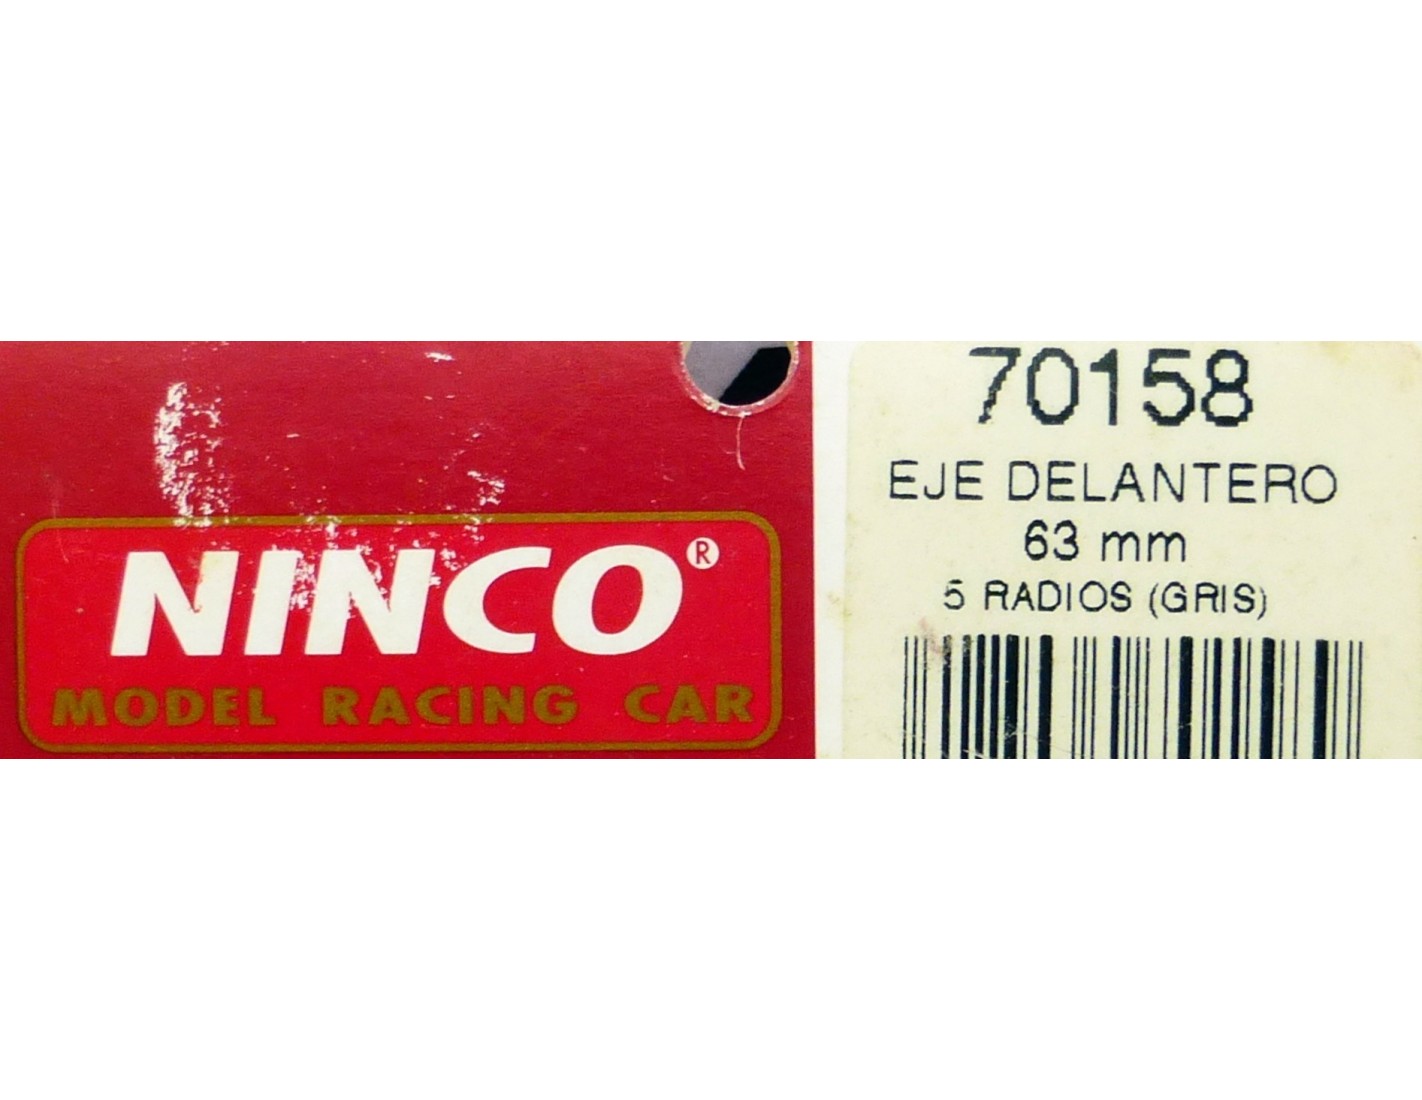 NINCO®
MODEL RACING CAR
70158
EJE DELANTERO
63 mm
5 RADIOS (GRIS)